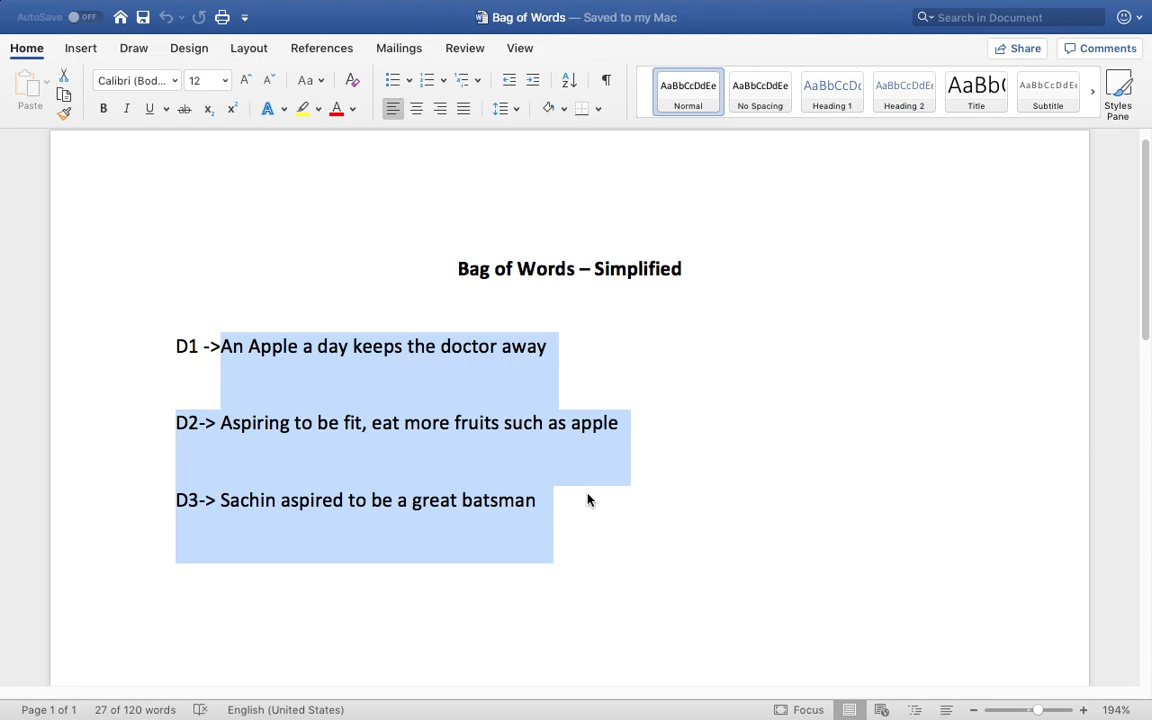 AutoSave OFF Bag of Words — Saved to my Mac Search in Document
Home Insert Draw Design Layout References Mailings Review View Share Comments
Paste Calibri (Bod... 12 Aa AaBbCcDdEe AaBbCcDdEe AaBbCcDc AaBbCcDdEe AaBb( AaBbCcDdEe
Normal No Spacing Heading 1 Heading 2 Title Subtitle Styles
Pane
Bag of Words – Simplified
D1 ->An Apple a day keeps the doctor away
D2-> Aspiring to be fit, eat more fruits such as apple
D3-> Sachin aspired to be a great batsman
Page 1 of 1 27 of 120 words English (United States) Focus 194%